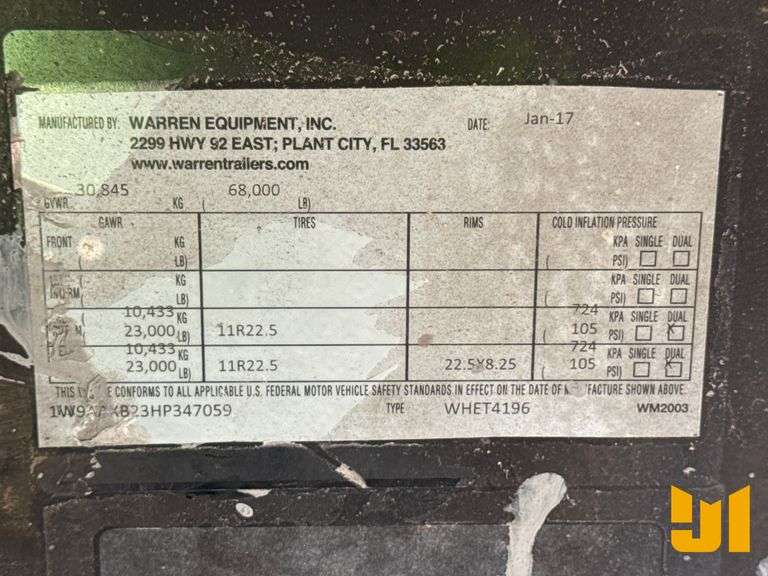 MANUFACTURED BY: WARREN EQUIPMENT, INC. DATE: Jan-17
2299 HWY 92 EAST; PLANT CITY, FL 33563
www.warrentrailers.com
30,845 68,000
GVWR KG ( LB)
GAWR TIRES RIMS COLD INFLATION PRESSURE
FRONT KG KPA SINGLE DUAL
( LB) ( PSI)
KG KPA SINGLE DUAL
( LB) ( PSI)
10,433 KG 724 KPA SINGLE DUAL
23,000 LB) 11R22.5 ( 105 PSI) X
10,433 KG 724 KPA SINGLE DUAL
23,000 LB) 11R22.5 22.5X8.25 ( 105 PSI) X
THIS CONFORMS TO ALL APPLICABLE U.S. FEDERAL MOTOR VEHICLE SAFETY STANDARDS IN EFFECT ON THE DATE OF FACTURE SHOWN ABOVE.
B23HP347059 TYPE WHET4196 WM2003